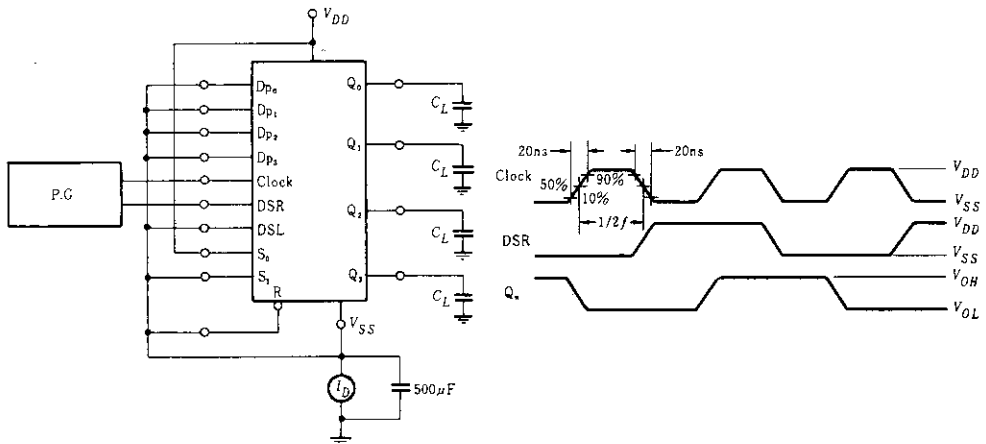 V_DD
Dp₀
Dp₁
Dp₂
Dp₃
Clock
DSR
DSL
S₀
S₁
R
Q₀
Q₁
Q₂
Q₃
C_L
C_L
C_L
C_L
P.G
V_SS
I_D
500μF
20ns
20ns
Clock
50%
90%
10%
1/2f
V_DD
V_SS
DSR
V_DD
V_SS
Qₙ
V_OH
V_OL